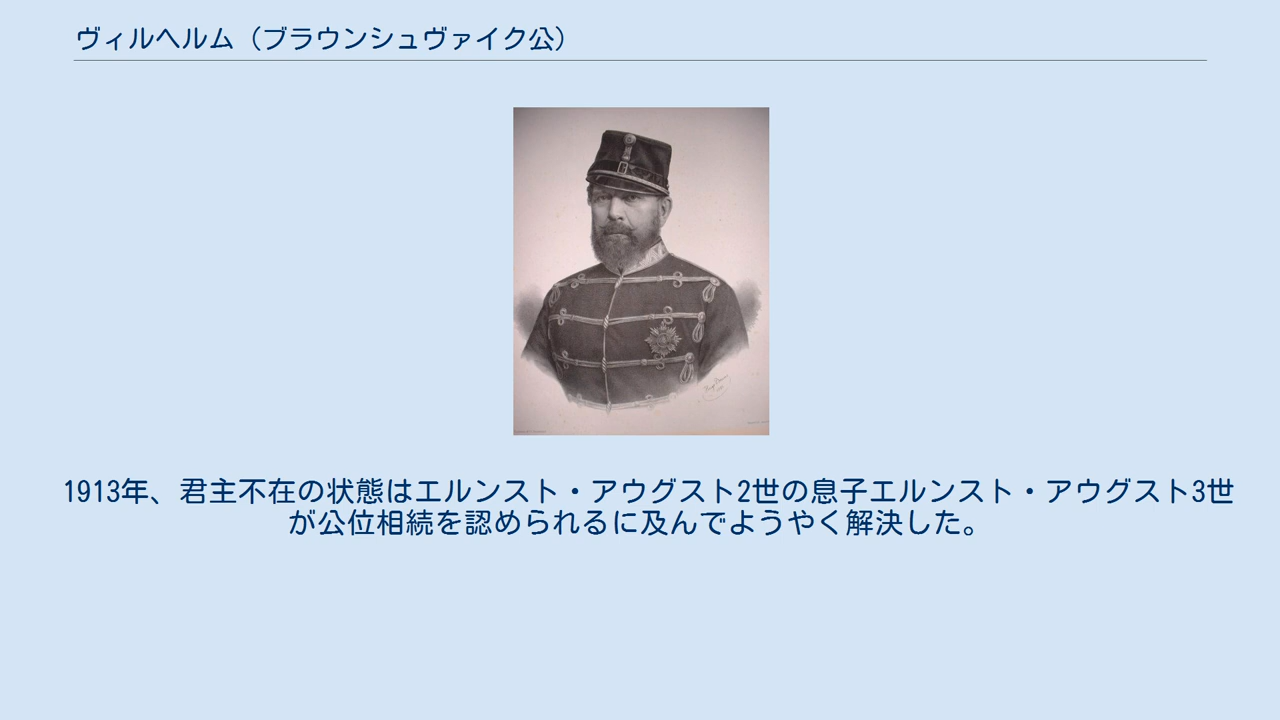 ヴィルヘルム（ブラウンシュヴァイク公）
1913年、君主不在の状態はエルンスト・アウグスト2世の息子エルンスト・アウグスト3世
が公位相続を認められるに及んでようやく解決した。